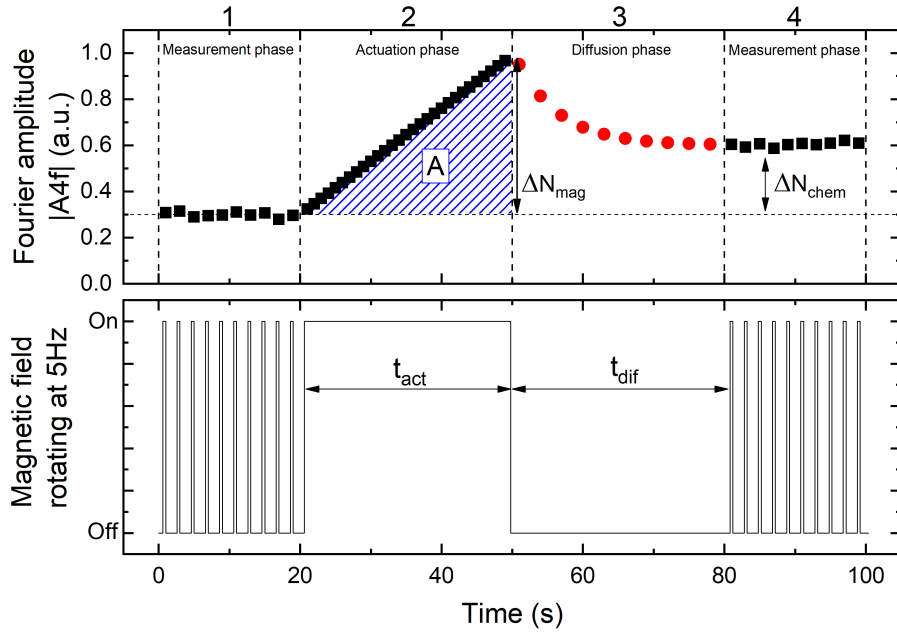 1 2 3 4
Measurement phase Actuation phase Diffusion phase Measurement phase
Fourier amplitude
|A4f| (a.u.)
1.0
0.8
0.6
0.4
0.2
0.0
A
ΔNmag
ΔNchem
Magnetic field
rotating at 5Hz
On
Off
tact
tdif
0 20 40 60 80 100
Time (s)